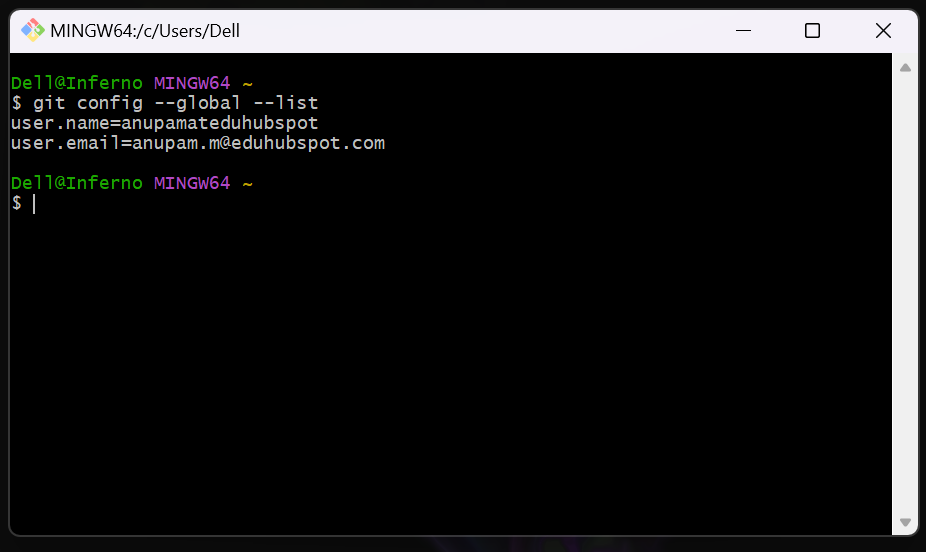 MINGW64:/c/Users/Dell
Dell@Inferno MINGW64 ~
$ git config --global --list
user.name=anupamateduhubspot
user.email=anupam.m@eduhubspot.com
Dell@Inferno MINGW64 ~
$